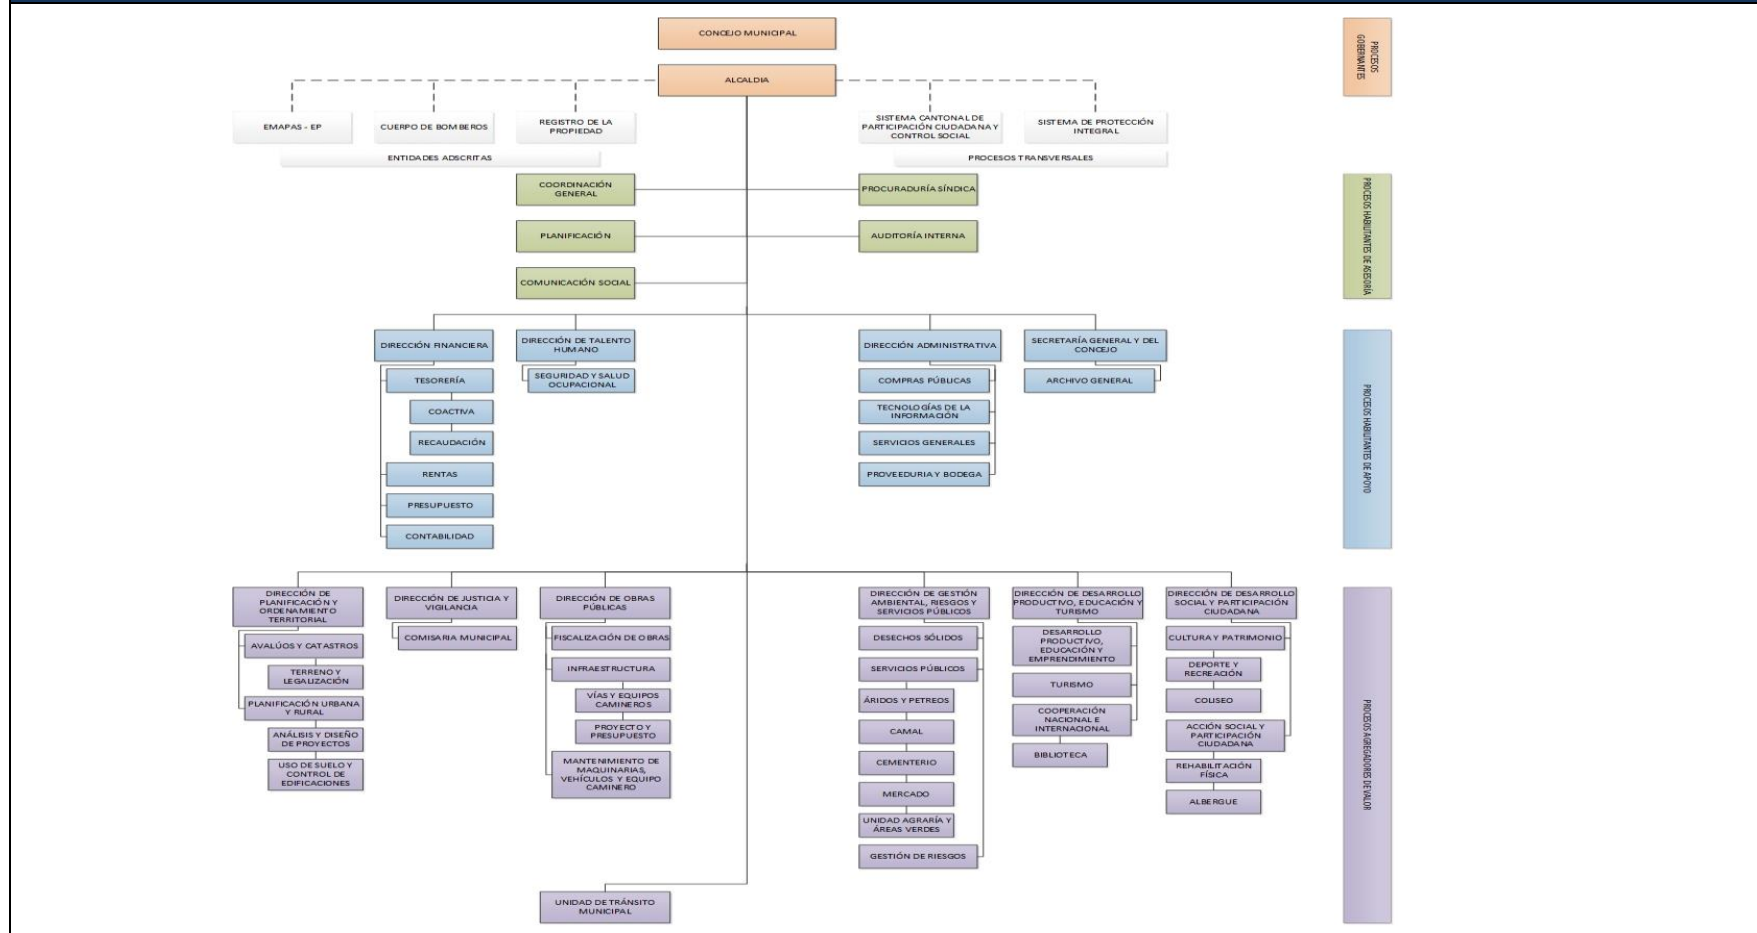 CONCEJO MUNICIPAL
PROCESOS
GOBERNANTES
ALCALDIA
EMAPAS - EP
CUERPO DE BOMBEROS
REGISTRO DE LA
PROPIEDAD
SISTEMA CANTONAL DE
PARTICIPACIÓN CIUDADANA Y
CONTROL SOCIAL
SISTEMA DE PROTECCIÓN
INTEGRAL
ENTIDADES ADSCRITAS
PROCESOS TRANSVERSALES
COORDINACIÓN
GENERAL
PROCURADURÍA SÍNDICA
PLANIFICACIÓN
AUDITORÍA INTERNA
COMUNICACIÓN SOCIAL
PROCESOS HABILITANTES DE ASESORÍA
DIRECCIÓN FINANCIERA
TESORERÍA
COACTIVA
RECAUDACIÓN
RENTAS
PRESUPUESTO
CONTABILIDAD
DIRECCIÓN DE TALENTO
HUMANO
SEGURIDAD Y SALUD
OCUPACIONAL
DIRECCIÓN ADMINISTRATIVA
COMPRAS PÚBLICAS
TECNOLOGÍAS DE LA
INFORMACIÓN
SERVICIOS GENERALES
PROVEEDURIA Y BODEGA
SECRETARÍA GENERAL Y DEL
CONCEJO
ARCHIVO GENERAL
PROCESOS HABILITANTES DE APOYO
DIRECCIÓN DE
PLANIFICACIÓN Y
ORDENAMIENTO
TERRITORIAL
AVALÚOS Y CATASTROS
TERRENO Y
LEGALIZACIÓN
PLANIFICACIÓN URBANA
Y RURAL
ANÁLISIS Y DISEÑO
DE PROYECTOS
USO DE SUELO Y
CONTROL DE
EDIFICACIONES
DIRECCIÓN DE JUSTICIA Y
VIGILANCIA
COMISARIA MUNICIPAL
DIRECCIÓN DE OBRAS
PÚBLICAS
FISCALIZACIÓN DE OBRAS
INFRAESTRUCTURA
VÍAS Y EQUIPOS
CAMINEROS
PROYECTO Y
PRESUPUESTO
MANTENIMIENTO DE
MAQUINARIAS,
VEHÍCULOS Y EQUIPO
CAMINERO
DIRECCIÓN DE GESTIÓN
AMBIENTAL, RIESGOS Y
SERVICIOS PÚBLICOS
DESECHOS SÓLIDOS
SERVICIOS PÚBLICOS
ÁRIDOS Y PETREOS
CAMAL
CEMENTERIO
MERCADO
UNIDAD AGRARÍA Y
ÁREAS VERDES
GESTIÓN DE RIESGOS
DIRECCIÓN DE DESARROLLO
PRODUCTIVO, EDUCACIÓN Y
TURISMO
DESARROLLO
PRODUCTIVO,
EDUCACIÓN Y
EMPRENDIMIENTO
TURISMO
COOPERACIÓN
NACIONAL E
INTERNACIONAL
BIBLIOTECA
DIRECCIÓN DE DESARROLLO
SOCIAL Y PARTICIPACIÓN
CIUDADANA
CULTURA Y PATRIMONIO
DEPORTE Y
RECREACIÓN
COLISEO
ACCIÓN SOCIAL Y
PARTICIPACIÓN
CIUDADANA
REHABILITACIÓN
FÍSICA
ALBERGUE
PROCESOS AGREGADORES DE VALOR
UNIDAD DE TRÁNSITO
MUNICIPAL